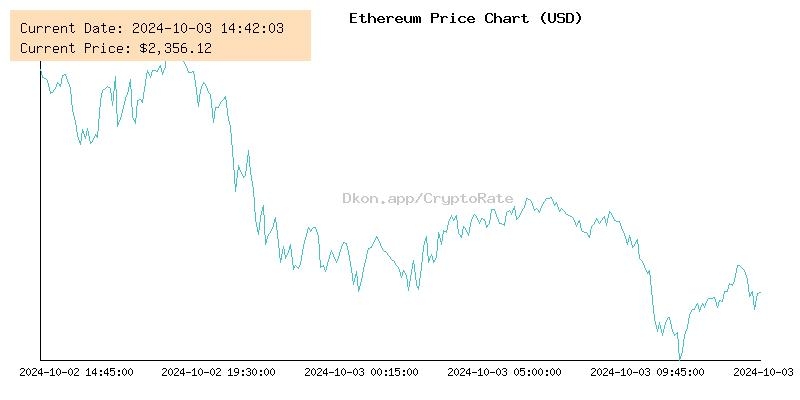 Ethereum Price Chart (USD)
Current Date: 2024-10-03 14:42:03
Current Price: $2,356.12
Dkon.app/CryptoRate
2024-10-02 14:45:00 2024-10-02 19:30:00 2024-10-03 00:15:00 2024-10-03 05:00:00 2024-10-03 09:45:00 2024-10-03